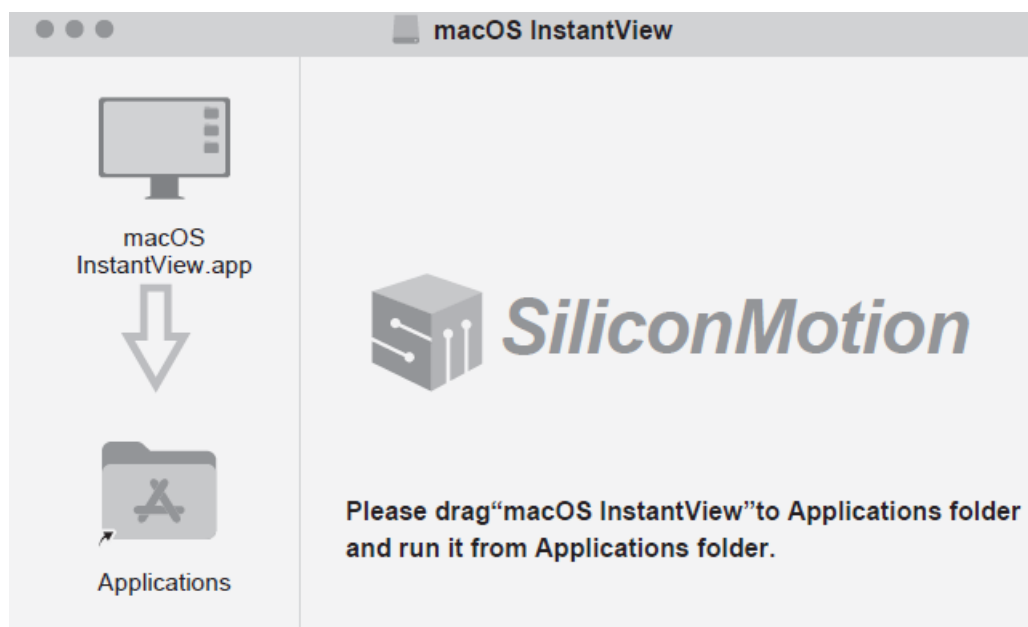 macOS InstantView
macOS
InstantView.app
Applications
SiliconMotion
Please drag“macOS InstantView”to Applications folder
and run it from Applications folder.